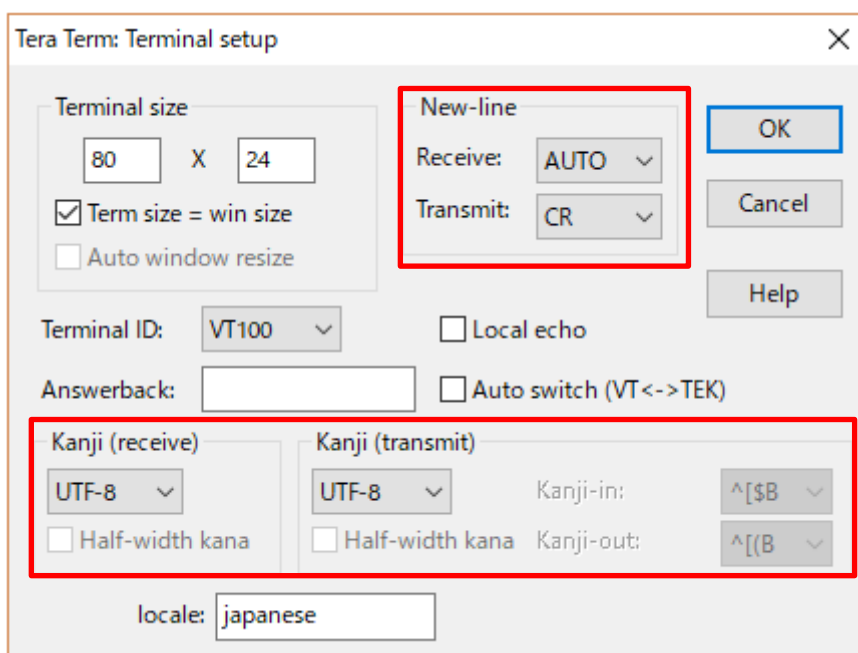 Tera Term: Terminal setup
Terminal size
80 X 24
Term size = win size
Auto window resize
New-line
Receive: AUTO
Transmit: CR
OK
Cancel
Help
Terminal ID: VT100
Local echo
Answerback:
Auto switch (VT<->TEK)
Kanji (receive)
UTF-8
Half-width kana
Kanji (transmit)
UTF-8
Half-width kana
Kanji-in: ^[$B
Kanji-out: ^[(B
locale: japanese